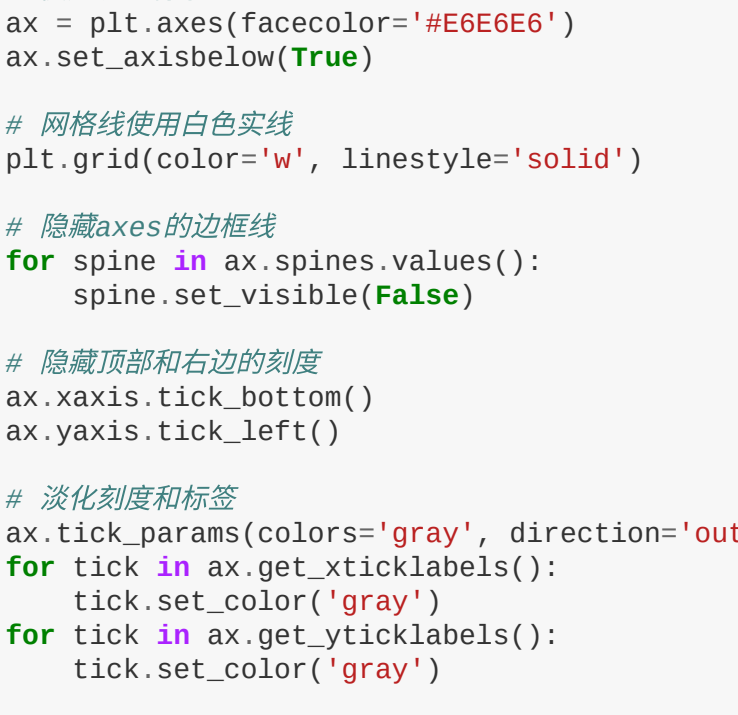 ax = plt.axes(facecolor='#E6E6E6')
ax.set_axisbelow(True)
# 网格线使用白色实线
plt.grid(color='w', linestyle='solid')
# 隐藏axes的边框线
for spine in ax.spines.values():
    spine.set_visible(False)
# 隐藏顶部和右边的刻度
ax.xaxis.tick_bottom()
ax.yaxis.tick_left()
# 淡化刻度和标签
ax.tick_params(colors='gray', direction='out
for tick in ax.get_xticklabels():
    tick.set_color('gray')
for tick in ax.get_yticklabels():
    tick.set_color('gray')